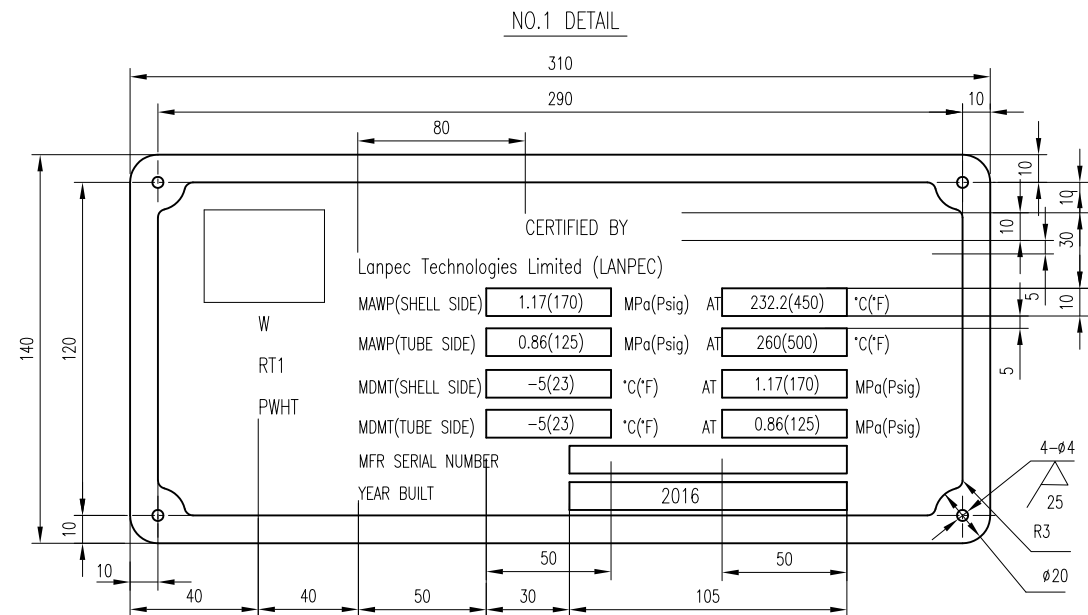 NO.1 DETAIL
310
290 10
80
10
10
CERTIFIED BY
10
30
Lanpec Technologies Limited (LANPEC)
MAWP(SHELL SIDE) 1.17(170) MPa(Psig) AT 232.2(450) °C(°F)
5
10
W
MAWP(TUBE SIDE) 0.86(125) MPa(Psig) AT 260(500) °C(°F)
140
120
RT1
5
MDMT(SHELL SIDE) -5(23) °C(°F) AT 1.17(170) MPa(Psig)
PWHT
MDMT(TUBE SIDE) -5(23) °C(°F) AT 0.86(125) MPa(Psig)
4-ø4
MFR SERIAL NUMBER
YEAR BUILT 2016
25
10
R3
50 50
10
ø20
40 40 50 30 105